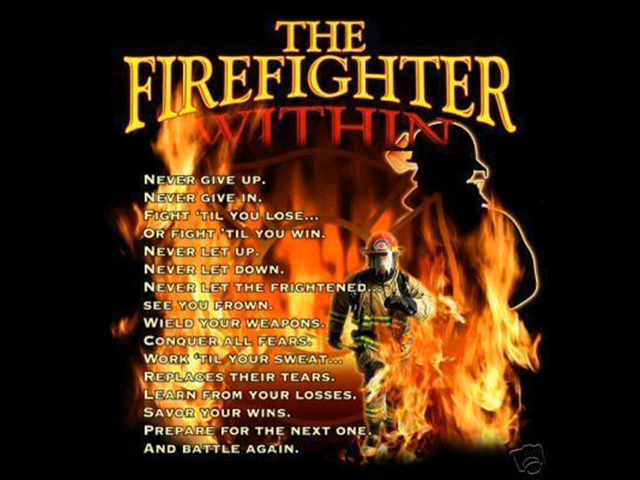 THE
FIREFIGHTER
WITHIN
NEVER GIVE UP.
NEVER GIVE IN.
FIGHT 'TIL YOU LOSE...
OR FIGHT 'TIL YOU WIN.
NEVER LET UP.
NEVER LET DOWN.
NEVER LET THE FRIGHTENED...
SEE YOU FROWN.
WIELD YOUR WEAPONS.
CONQUER ALL FEARS.
WORK 'TIL YOUR SWEAT...
REPLACES THEIR TEARS.
LEARN FROM YOUR LOSSES.
SAVOR YOUR WINS.
PREPARE FOR THE NEXT ONE.
AND BATTLE AGAIN.